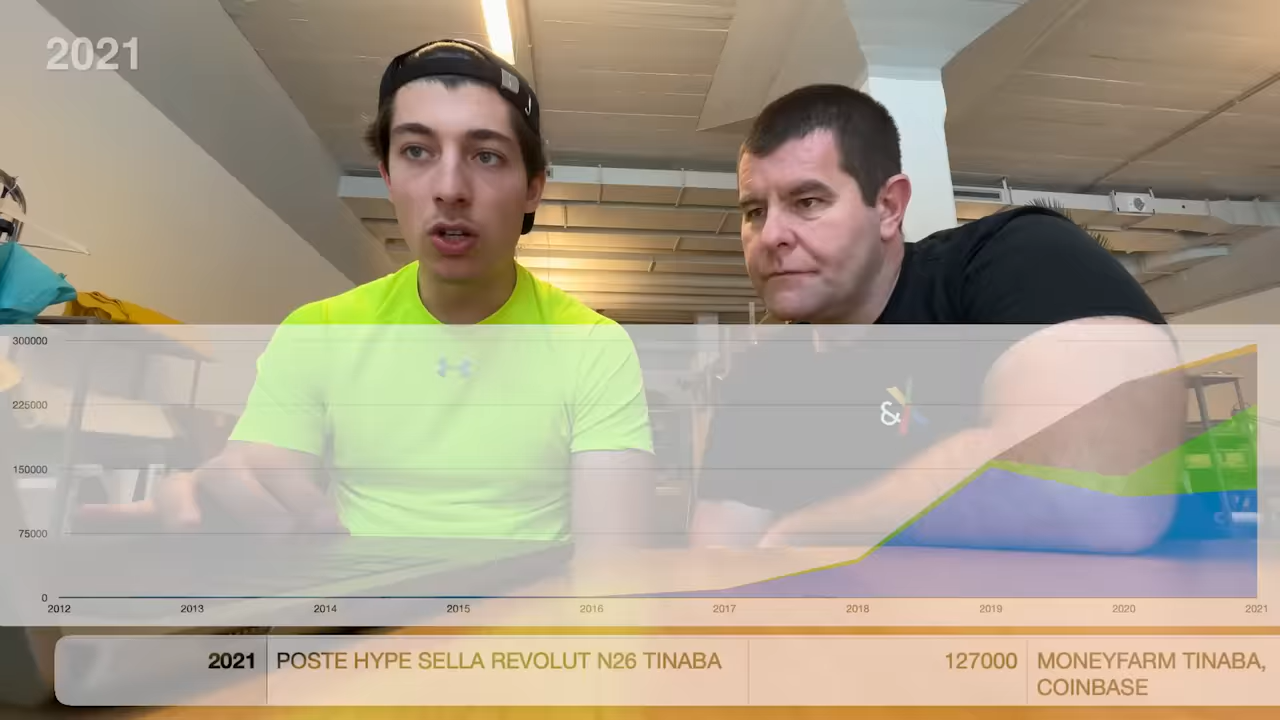 2021
300000
225000
150000
75000
0
2012 2013 2014 2015 2016 2017 2018 2019 2020 2021
&
2021 POSTE HYPE SELLA REVOLUT N26 TINABA 127000 MONEYFARM TINABA,
COINBASE